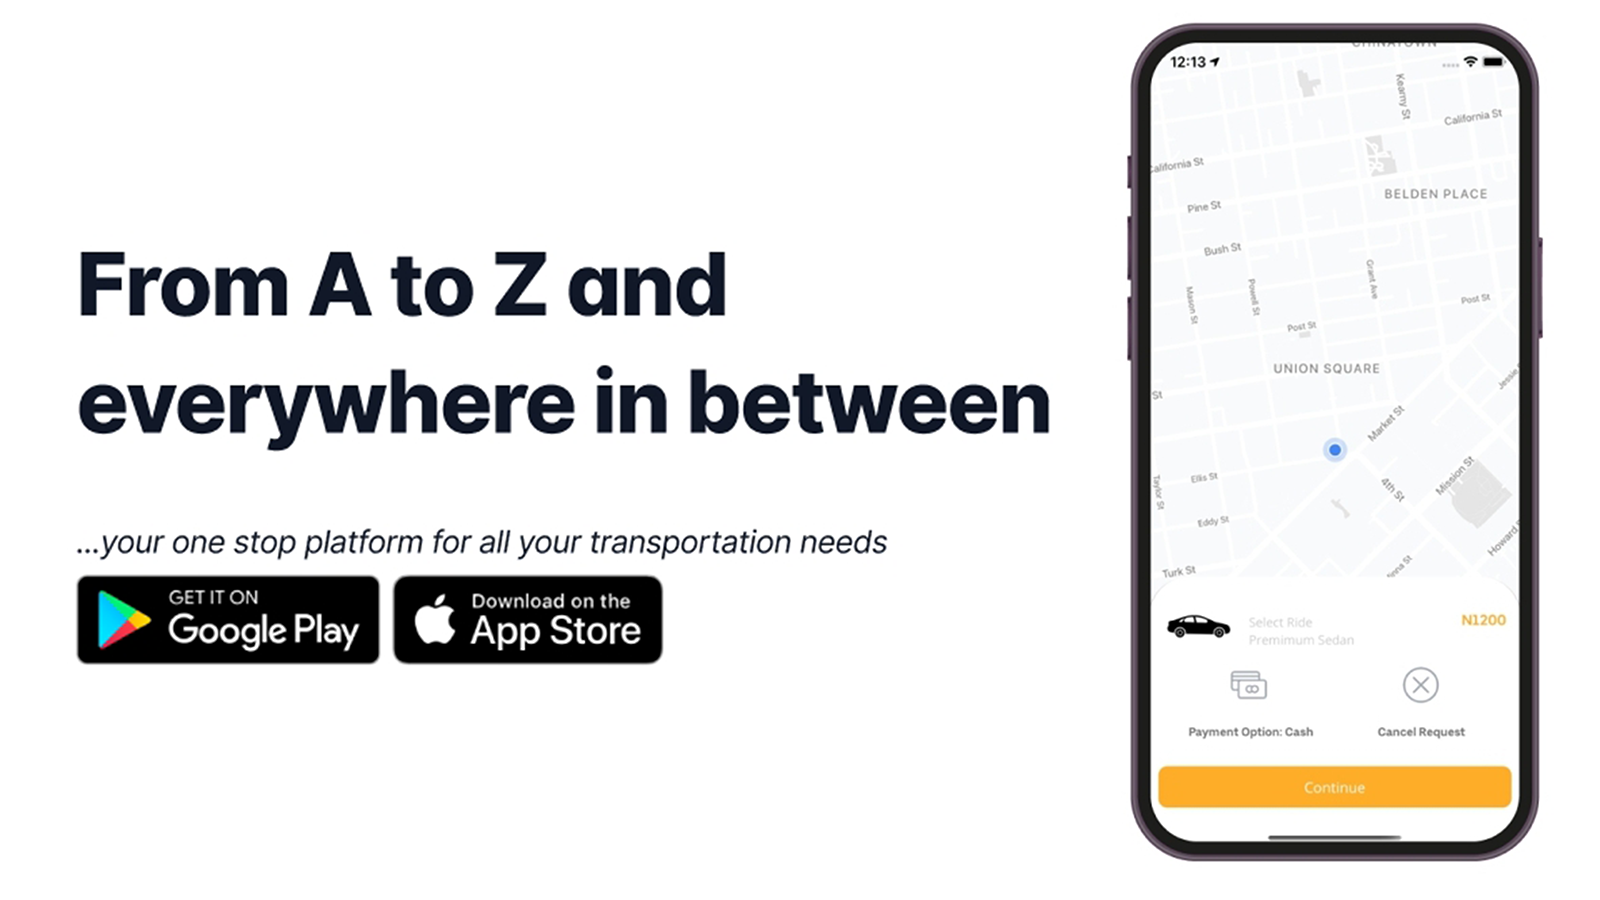 From A to Z and
everywhere in between
...your one stop platform for all your transportation needs
GET IT ON
Google Play
Download on the
App Store
CHINATOWN
12:13
Kearny St
California St
California St
BELDEN PLACE
Pine St
Bush St
Grant Ave
Powell St
Mason St
Post St
Post St
UNION SQUARE
Jessie
St
Market St
Mission St
Ellis St
4th St
Taylor St
Eddy St
Howard
Turk St
Select Ride
N1200
Premimum Sedan
Payment Option: Cash
Cancel Request
Continue